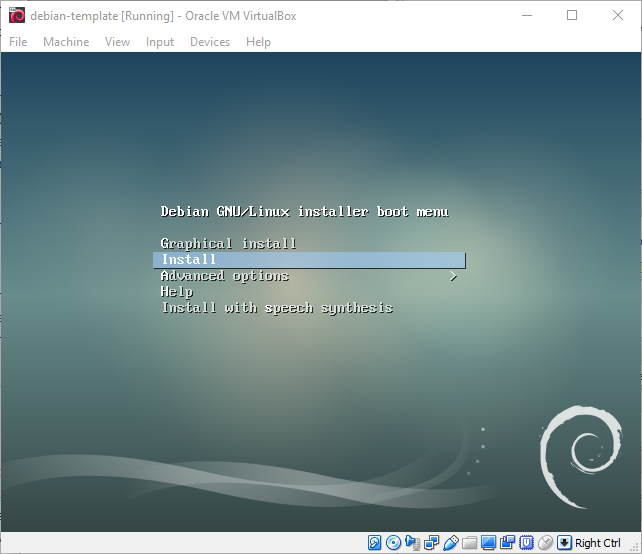 debian-template [Running] - Oracle VM VirtualBox
File Machine View Input Devices Help
Debian GNU/Linux installer boot menu
Graphical install
Install
Advanced options >
Help
Install with speech synthesis
Right Ctrl